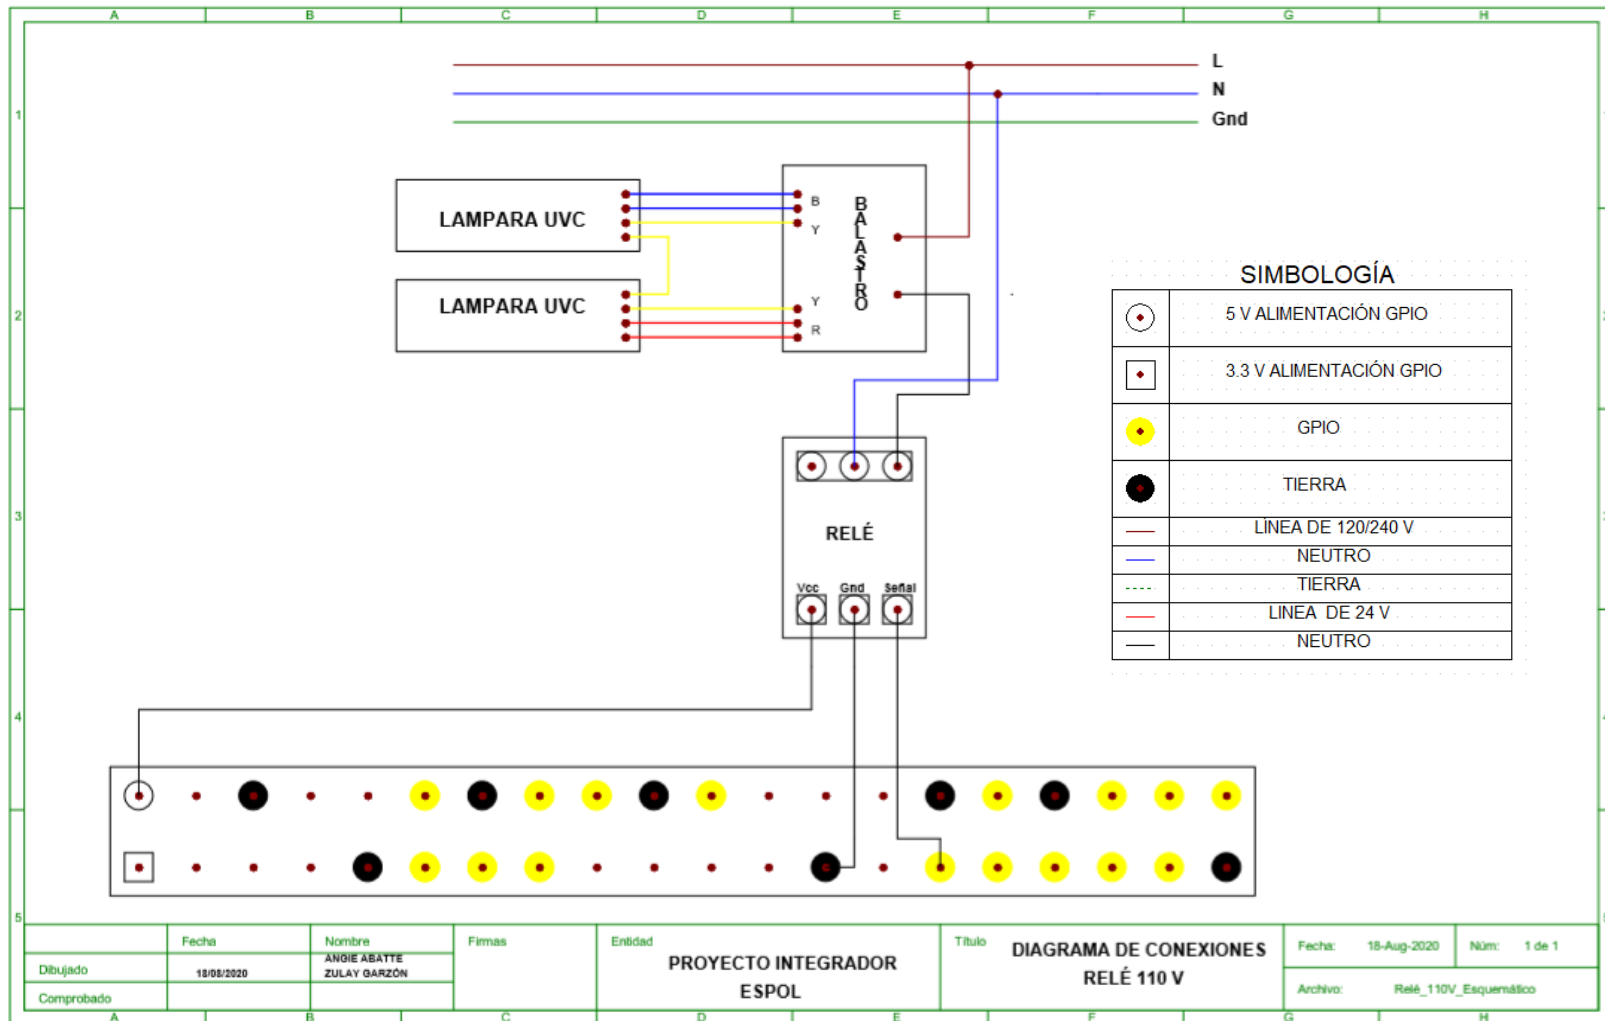 A B C D E F G H
L
N
1
Gnd
LAMPARA UVC
B
Y
BALASTRO
LAMPARA UVC
Y
R
2
SIMBOLOGÍA
5 V ALIMENTACIÓN GPIO
3.3 V ALIMENTACIÓN GPIO
GPIO
TIERRA
LÍNEA DE 120/240 V
NEUTRO
TIERRA
LINEA DE 24 V
NEUTRO
3
RELÉ
Vcc Gnd Señal
4
5
Fecha Nombre Firmas Entidad Título
Dibujado 18/08/2020 ANGIE ABATTE
ZULAY GARZÓN
Comprobado
PROYECTO INTEGRADOR
ESPOL
DIAGRAMA DE CONEXIONES
RELÉ 110 V
Fecha: 18-Aug-2020 Núm: 1 de 1
Archivo: Relé_110V_Esquemático
A B C D E F G H